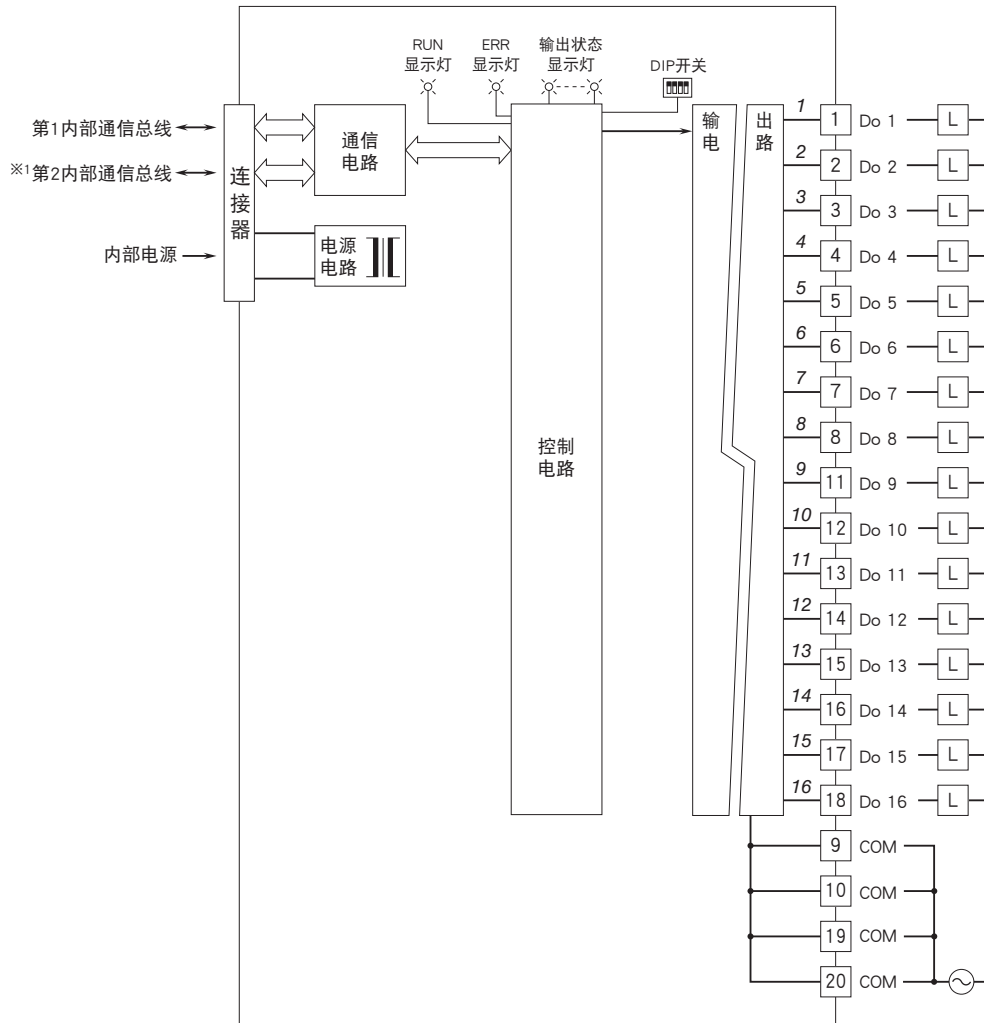 RUN
显示灯
ERR
显示灯
输出状态
显示灯
DIP开关
第1内部通信总线
※1第2内部通信总线
内部电源
连接器
通信
电路
电源
电路
控制
电路
输 出
电 路
1 1 Do 1 L
2 2 Do 2 L
3 3 Do 3 L
4 4 Do 4 L
5 5 Do 5 L
6 6 Do 6 L
7 7 Do 7 L
8 8 Do 8 L
9 11 Do 9 L
10 12 Do 10 L
11 13 Do 11 L
12 14 Do 12 L
13 15 Do 13 L
14 16 Do 14 L
15 17 Do 15 L
16 18 Do 16 L
9 COM
10 COM
19 COM
20 COM